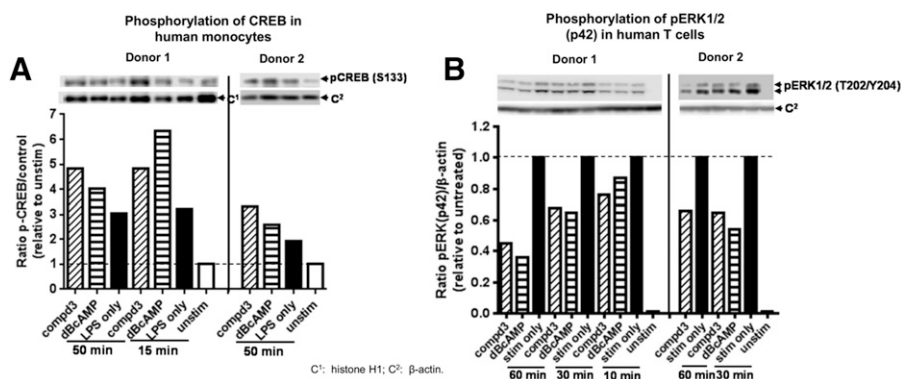 Phosphorylation of CREB in
human monocytes
Donor 1
Donor 2
A
pCREB (S133)
C¹
C²
Ratio p-CREB/control
(relative to unstim)
7
6
5
4
3
2
1
0
compd3
dBcAMP
LPS only
compd3
dBcAMP
LPS only
unstim
compd3
dBcAMP
LPS only
unstim
50 min
15 min
50 min
C¹: histone H1; C²: β-actin.
Phosphorylation of pERK1/2
(p42) in human T cells
Donor 1
Donor 2
B
pERK1/2 (T202/Y204)
C²
Ratio pERK(p42)/β-actin
(relative to untreated)
1.2
1.0
0.8
0.6
0.4
0.2
0.0
compd3
dBcAMP
stim only
compd3
dBcAMP
stim only
compd3
dBcAMP
stim only
unstim
compd3
stim only
compd3
dBcAMP
stim only
unstim
60 min
30 min
10 min
60 min
30 min